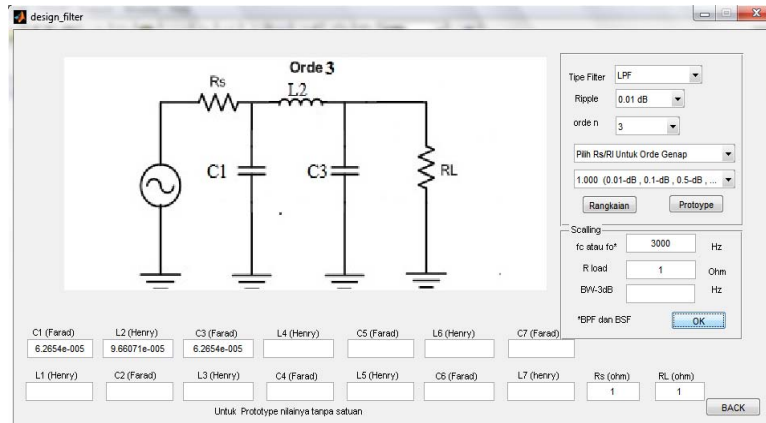 design_filter
Orde 3
Rs
L2
C1
C3
RL
Tipe Filter LPF
Ripple 0.01 dB
orde n 3
Pilih Rs/Rl Untuk Orde Genap
1.000 (0.01-dB , 0.1-dB , 0.5-dB , ...
Rangkaian Protoype
Scalling
fc atau fo* 3000 Hz
R load 1 Ohm
BW-3dB Hz
*BPF dan BSF OK
C1 (Farad) L2 (Henry) C3 (Farad) L4 (Henry) C5 (Farad) L6 (Henry) C7 (Farad)
6.2654e-005 9.66071e-005 6.2654e-005
L1 (Henry) C2 (Farad) L3 (Henry) C4 (Farad) L5 (Henry) C6 (Farad) L7 (henry) Rs (ohm) RL (ohm)
1 1
Untuk Prototype nilainya tanpa satuan
BACK